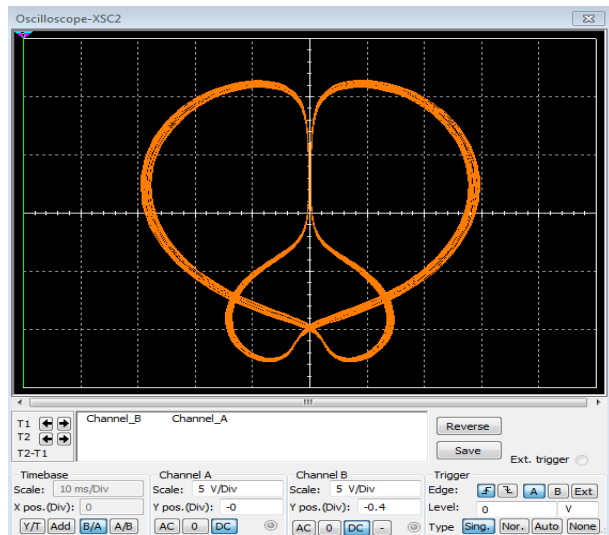 Oscilloscope-XSC2
T1
T2
T2-T1
Channel_B Channel_A
Reverse
Save
Ext. trigger
Timebase
Scale: 10 ms/Div
X pos.(Div): 0
Y/T Add B/A A/B
Channel A
Scale: 5 V/Div
Y pos.(Div): -0
AC 0 DC
Channel B
Scale: 5 V/Div
Y pos.(Div): -0.4
AC 0 DC -
Trigger
Edge: A B Ext
Level: 0 V
Type Sing. Nor. Auto None